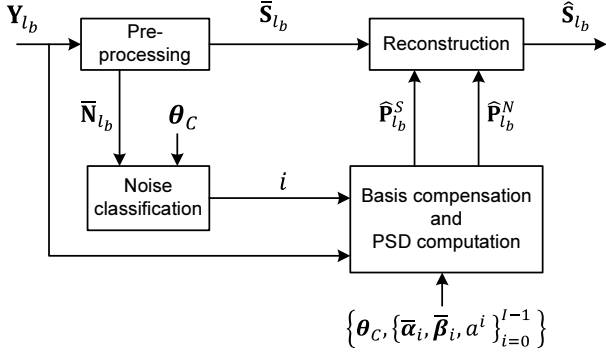 𝐘_{l_b}
Pre-
processing
S̄_{l_b}
Reconstruction
Ŝ_{l_b}
N̄_{l_b}
θ_C
P̂^S_{l_b}
P̂^N_{l_b}
Noise
classification
i
Basis compensation
and
PSD computation
{θ_C, {ᾱ_i, β̄_i, a^i}^{I−1}_{i=0}}